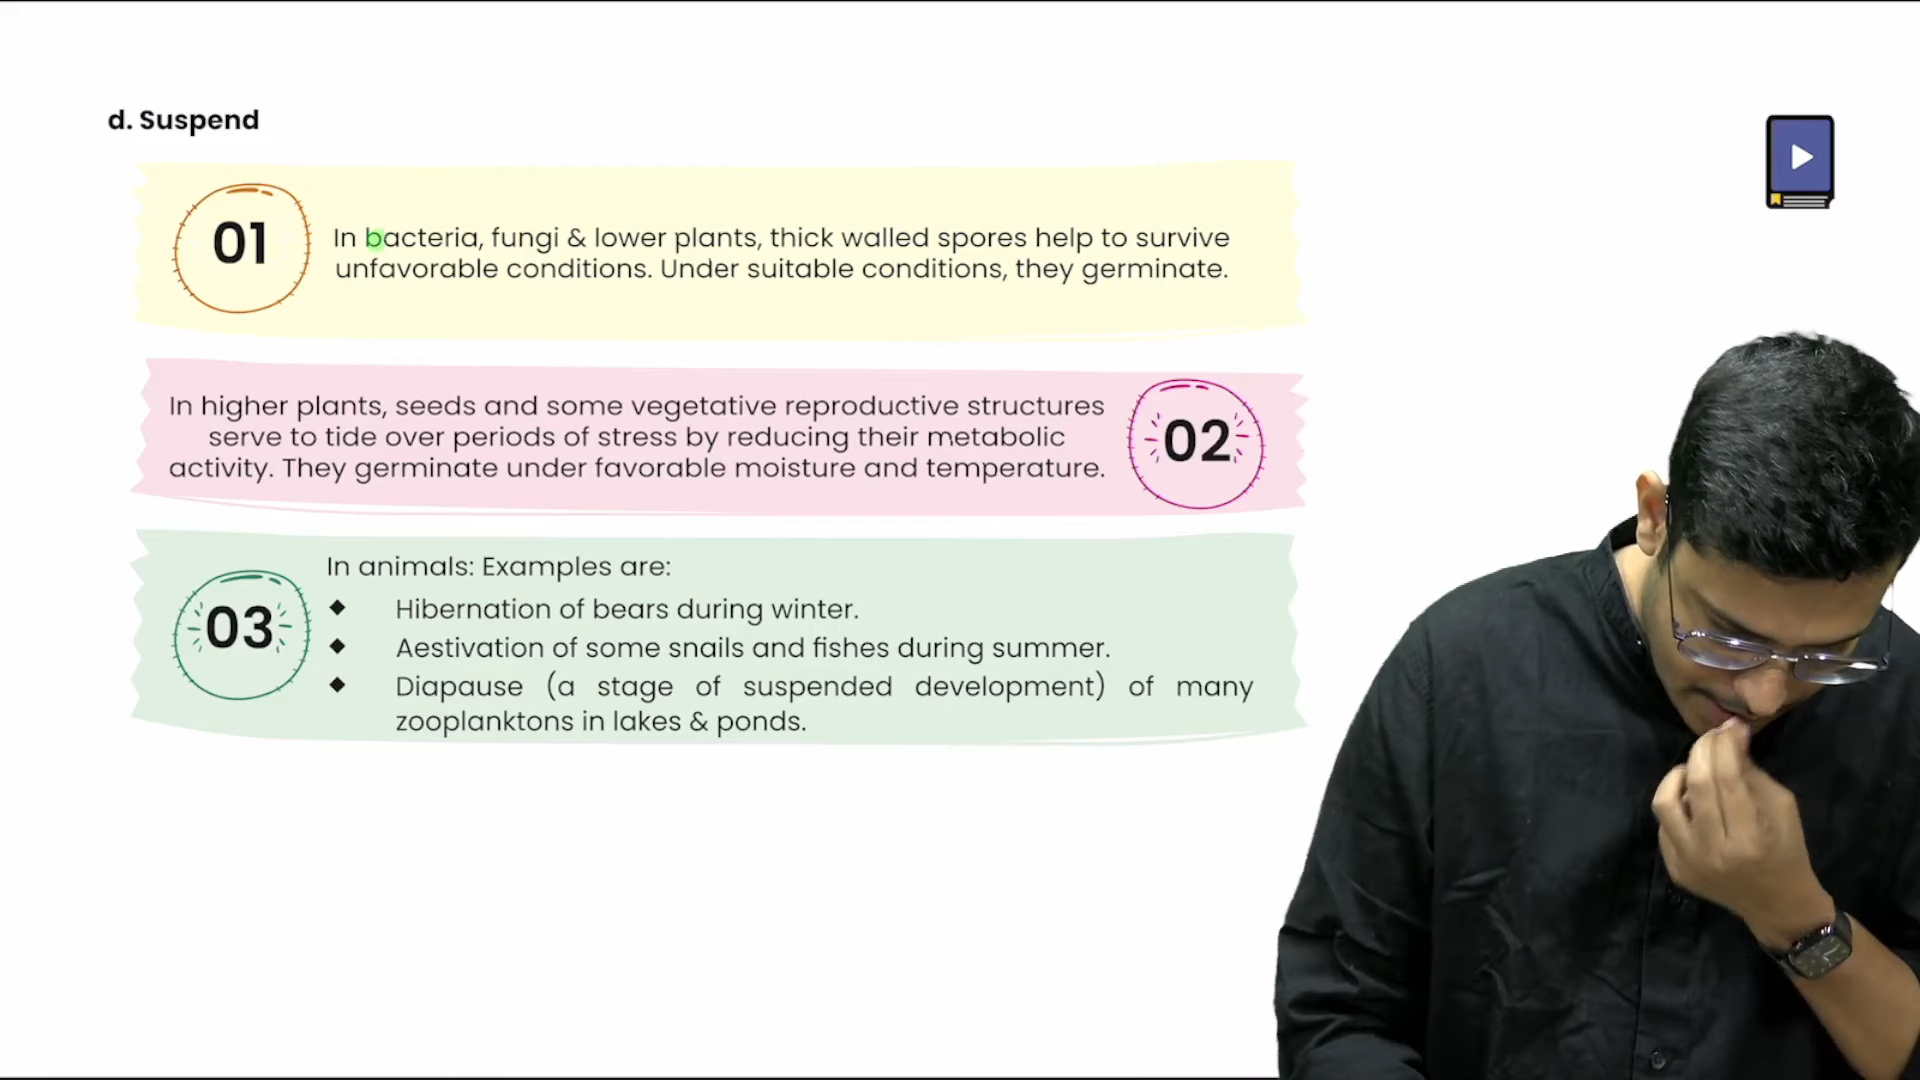 d. Suspend
01
In bacteria, fungi & lower plants, thick walled spores help to survive
unfavorable conditions. Under suitable conditions, they germinate.
In higher plants, seeds and some vegetative reproductive structures
serve to tide over periods of stress by reducing their metabolic
activity. They germinate under favorable moisture and temperature.
02
03
In animals: Examples are:
◆ Hibernation of bears during winter.
◆ Aestivation of some snails and fishes during summer.
◆ Diapause (a stage of suspended development) of many
zooplanktons in lakes & ponds.